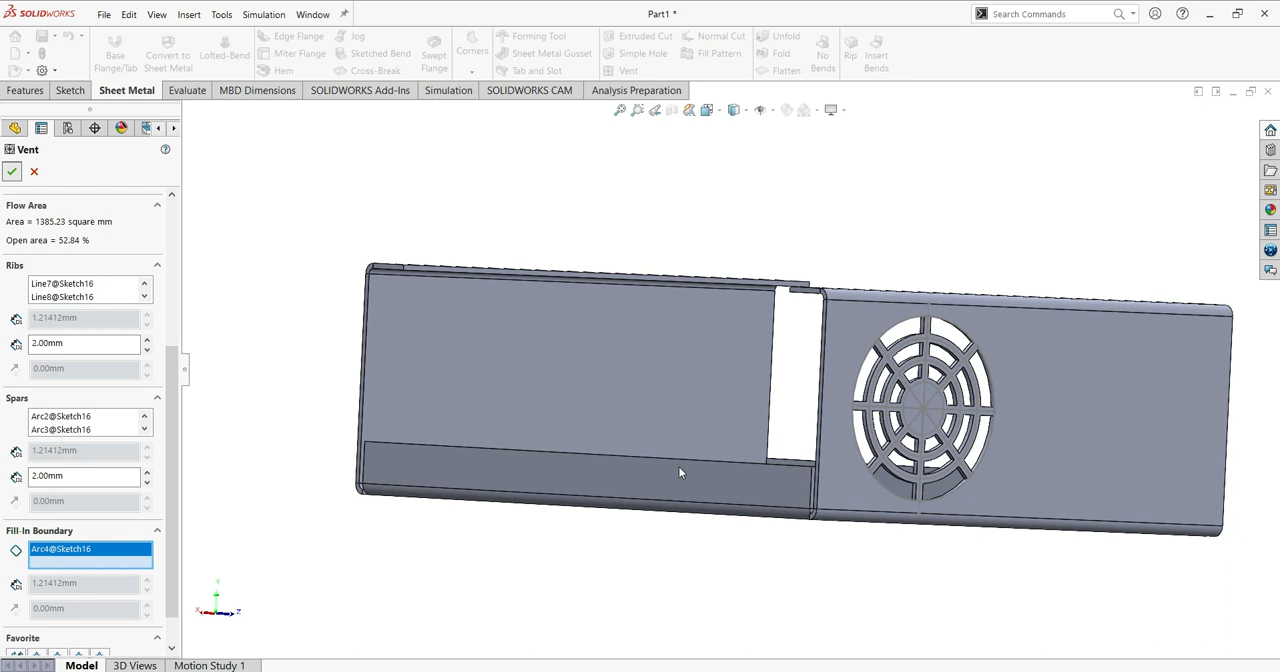 SOLIDWORKS File Edit View Insert Tools Simulation Window Part1 * Search Commands
Base Flange/Tab
Convert to Sheet Metal
Lofted-Bend
Edge Flange
Miter Flange
Hem
Jog
Sketched Bend
Cross-Break
Swept Flange
Corners
Forming Tool
Sheet Metal Gusset
Tab and Slot
Extruded Cut
Simple Hole
Vent
Normal Cut
Fill Pattern
Unfold
Fold
Flatten
No Bends
Rip
Insert Bends
Features Sketch Sheet Metal Evaluate MBD Dimensions SOLIDWORKS Add-Ins Simulation SOLIDWORKS CAM Analysis Preparation
Vent
Flow Area
Area = 1385.23 square mm
Open area = 52.84 %
Ribs
Line7@Sketch16
Line8@Sketch16
1.21412mm
2.00mm
0.00mm
Spars
Arc2@Sketch16
Arc3@Sketch16
1.21412mm
2.00mm
0.00mm
Fill-In Boundary
Arc4@Sketch16
1.21412mm
0.00mm
Favorite
Y
X
Z
Model 3D Views Motion Study 1